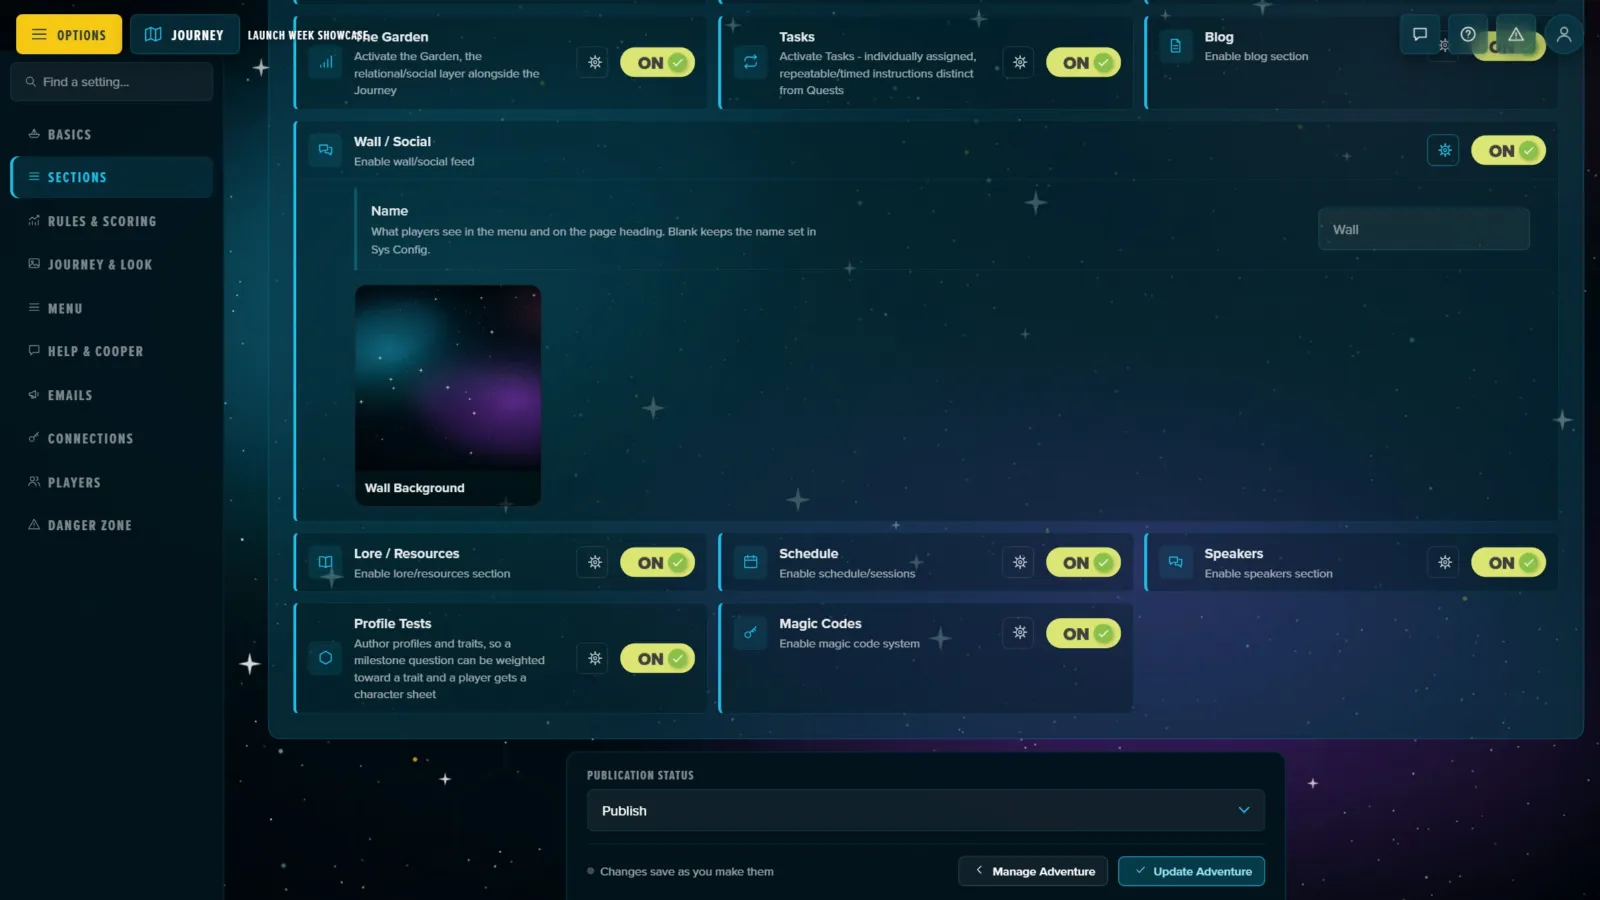 OPTIONS
JOURNEY
LAUNCH WEEK SHOWCASE
Find a setting...
BASICS
SECTIONS
RULES & SCORING
JOURNEY & LOOK
MENU
HELP & COOPER
EMAILS
CONNECTIONS
PLAYERS
DANGER ZONE
The Garden
Activate the Garden, the
relational/social layer alongside the
Journey
ON
Tasks
Activate Tasks - individually assigned,
repeatable/timed instructions distinct
from Quests
ON
Blog
Enable blog section
ON
Wall / Social
Enable wall/social feed
ON
Name
What players see in the menu and on the page heading. Blank keeps the name set in
Sys Config.
Wall
Wall Background
Lore / Resources
Enable lore/resources section
ON
Schedule
Enable schedule/sessions
ON
Speakers
Enable speakers section
ON
Profile Tests
Author profiles and traits, so a
milestone question can be weighted
toward a trait and a player gets a
character sheet
ON
Magic Codes
Enable magic code system
ON
PUBLICATION STATUS
Publish
Changes save as you make them
Manage Adventure
Update Adventure